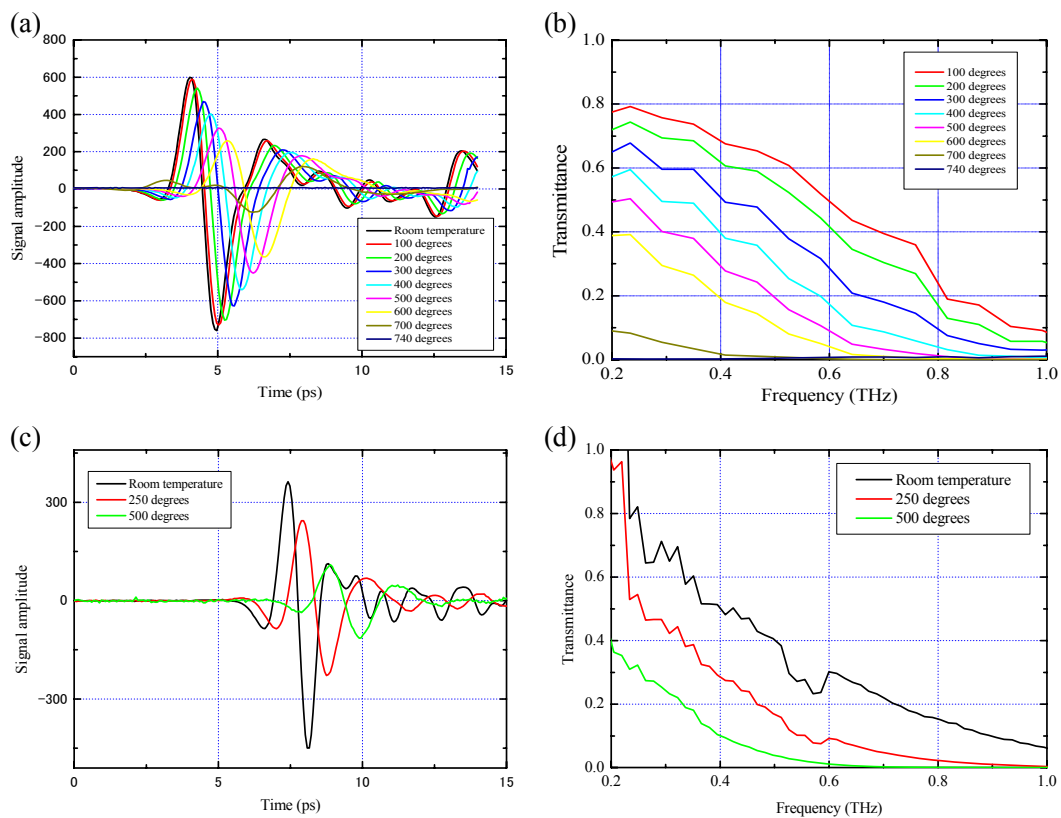 (a)
800
600
400
200
0
−200
−400
−600
−800
Signal amplitude
0
5
10
15
Time (ps)
Room temperature
100 degrees
200 degrees
300 degrees
400 degrees
500 degrees
600 degrees
700 degrees
740 degrees
(b)
1.0
0.8
0.6
0.4
0.2
0.0
Transmittance
0.2
0.4
0.6
0.8
1.0
Frequency (THz)
100 degrees
200 degrees
300 degrees
400 degrees
500 degrees
600 degrees
700 degrees
740 degrees
(c)
300
0
−300
Signal amplitude
0
5
10
15
Time (ps)
Room temperature
250 degrees
500 degrees
(d)
1.0
0.8
0.6
0.4
0.2
0.0
Transmittance
0.2
0.4
0.6
0.8
1.0
Frequency (THz)
Room temperature
250 degrees
500 degrees